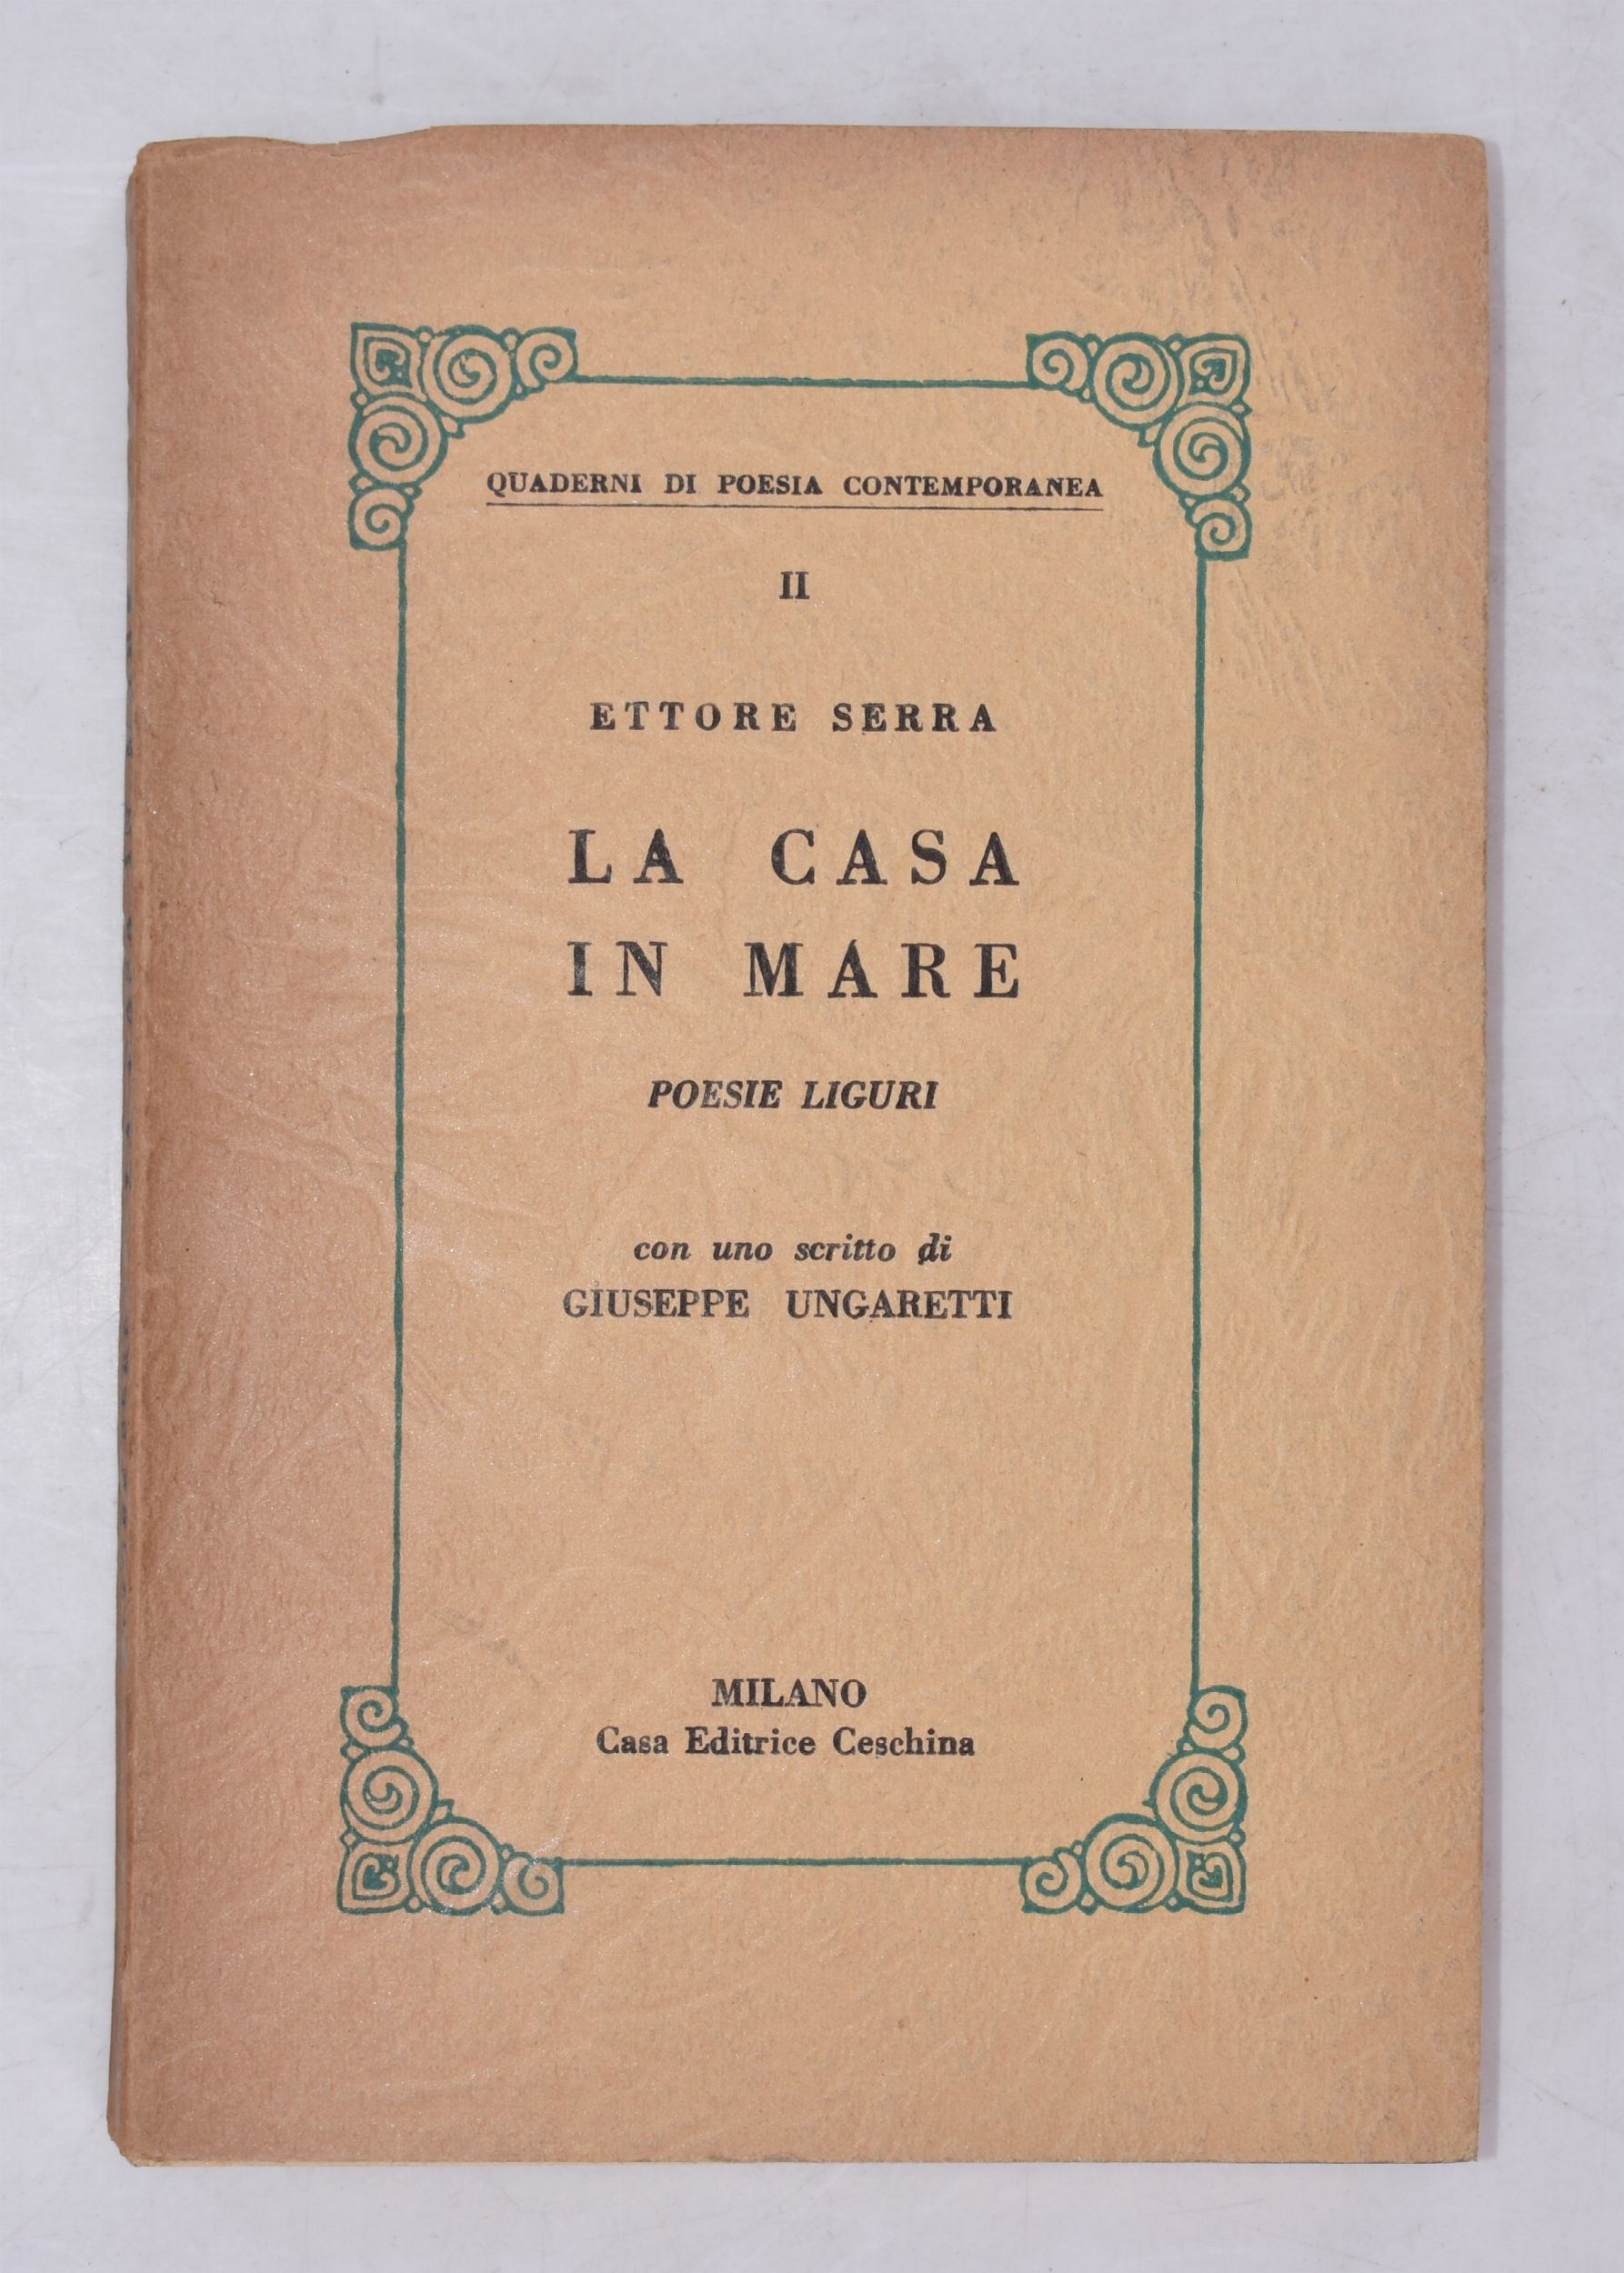 QUADERNI DI POESIA CONTEMPORANEA
II
ETTORE SERRA
LA CASA
IN MARE
POESIE LIGURI
con uno scritto di
GIUSEPPE UNGARETTI
MILANO
Casa Editrice Ceschina